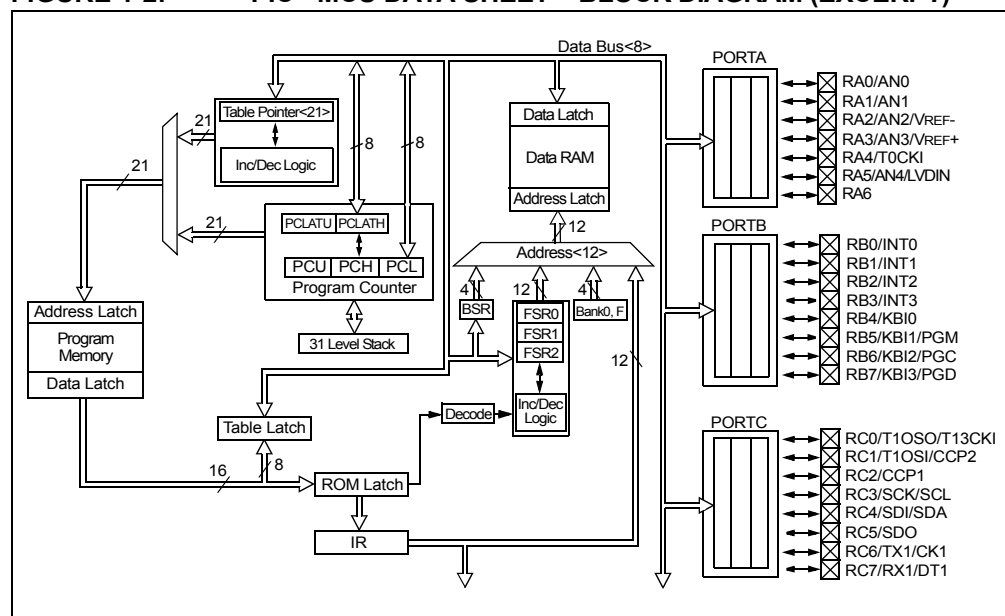 MCU DATA SHEET – BLOCK DIAGRAM (EXCERPT)
Data Bus<8>
PORTA
RA0/AN0
RA1/AN1
RA2/AN2/VREF-
RA3/AN3/VREF+
RA4/T0CKI
RA5/AN4/LVDIN
RA6
Table Pointer<21>
Inc/Dec Logic
21
21
21
8
8
Data Latch
Data RAM
Address Latch
12
Address<12>
PCLATU PCLATH
PCU PCH PCL
Program Counter
31 Level Stack
4
12
4
BSR
FSR0
FSR1
FSR2
Inc/Dec
Logic
Bank0, F
12
PORTB
RB0/INT0
RB1/INT1
RB2/INT2
RB3/INT3
RB4/KBI0
RB5/KBI1/PGM
RB6/KBI2/PGC
RB7/KBI3/PGD
Address Latch
Program
Memory
Data Latch
Table Latch
Decode
16
8
ROM Latch
IR
PORTC
RC0/T1OSO/T13CKI
RC1/T1OSI/CCP2
RC2/CCP1
RC3/SCK/SCL
RC4/SDI/SDA
RC5/SDO
RC6/TX1/CK1
RC7/RX1/DT1